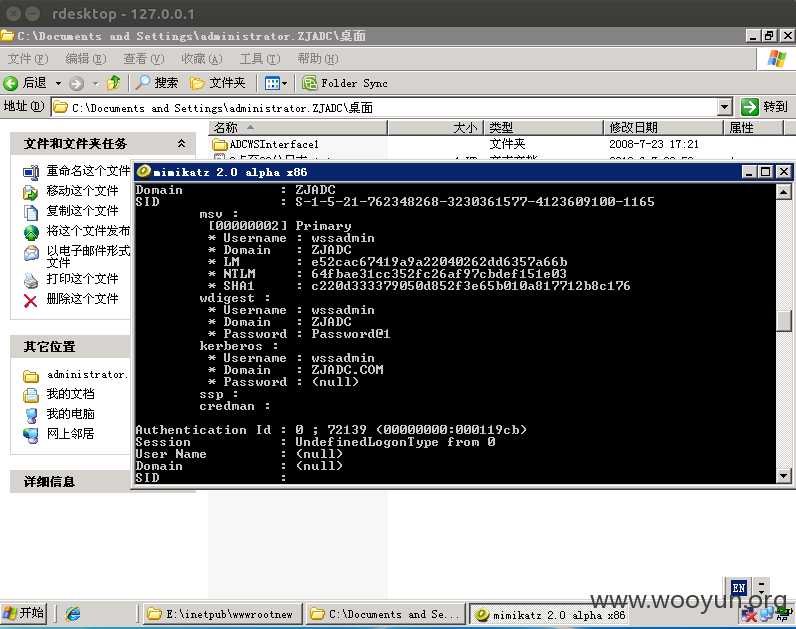 rdesktop - 127.0.0.1
C:\Documents and Settings\administrator.ZJADC\桌面
文件(F) 编辑(E) 查看(V) 收藏(A) 工具(T) 帮助(H)
后退 搜索 文件夹 Folder Sync
地址(D) C:\Documents and Settings\administrator.ZJADC\桌面 转到
名称 大小 类型 修改日期 属性
ADCWSInterface1 文件夹 2008-7-23 17:21
文件和文件夹任务
重命名这个文件
移动这个文件
复制这个文件
将这个文件发布
以电子邮件形式
文件
打印这个文件
删除这个文件
其它位置
administrator.
我的文档
我的电脑
网上邻居
详细信息
mimikatz 2.0 alpha x86
Domain : ZJADC
SID : S-1-5-21-762348268-3230361577-4123609100-1165
msv :
[00000002] Primary
* Username : wssadmin
* Domain : ZJADC
* LM : e52cac67419a9a22040262dd6357a66b
* NTLM : 64fbae31cc352fc26af97cbdef151e03
* SHA1 : c220d333379050d852f3e65b010a817712b8c176
wdigest :
* Username : wssadmin
* Domain : ZJADC
* Password : Password@1
kerberos :
* Username : wssadmin
* Domain : ZJADC.COM
* Password : (null)
ssp :
credman :
Authentication Id : 0 ; 72139 (00000000:000119cb)
Session : UndefinedLogonType from 0
User Name : (null)
Domain : (null)
SID :
EN
www.wooyun.org
开始 E:\inetpub\wwwrootnew C:\Documents and Se... mimikatz 2.0 alpha x86